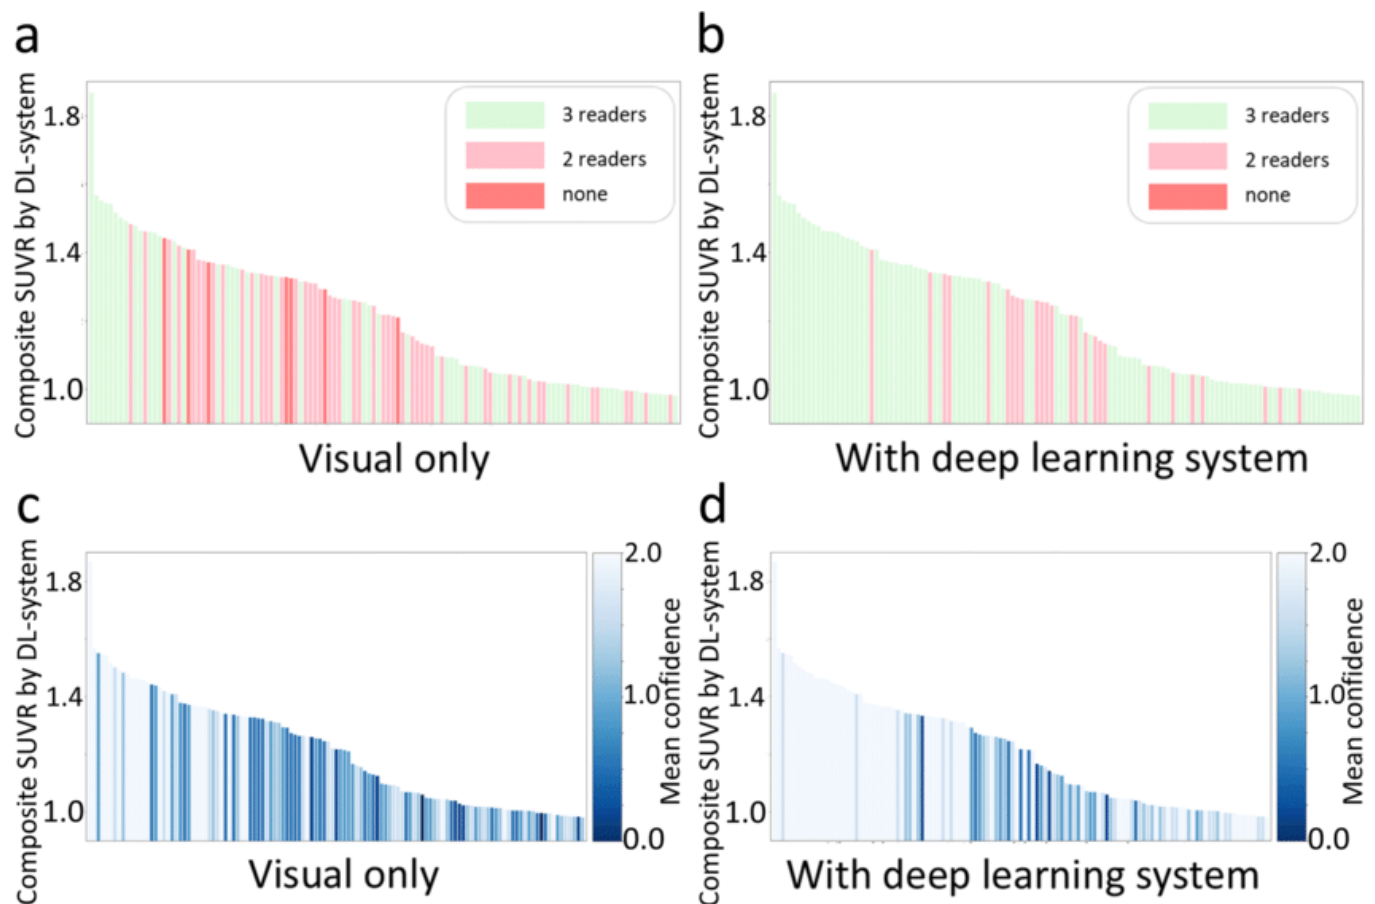 a
Composite SUVR by DL-system
1.8
1.4
1.0
3 readers
2 readers
none
Visual only
b
Composite SUVR by DL-system
1.8
1.4
1.0
3 readers
2 readers
none
With deep learning system
c
Composite SUVR by DL-system
1.8
1.4
1.0
2.0
1.0
0.0
Mean confidence
Visual only
d
Composite SUVR by DL-system
1.8
1.4
1.0
2.0
1.0
0.0
Mean confidence
With deep learning system